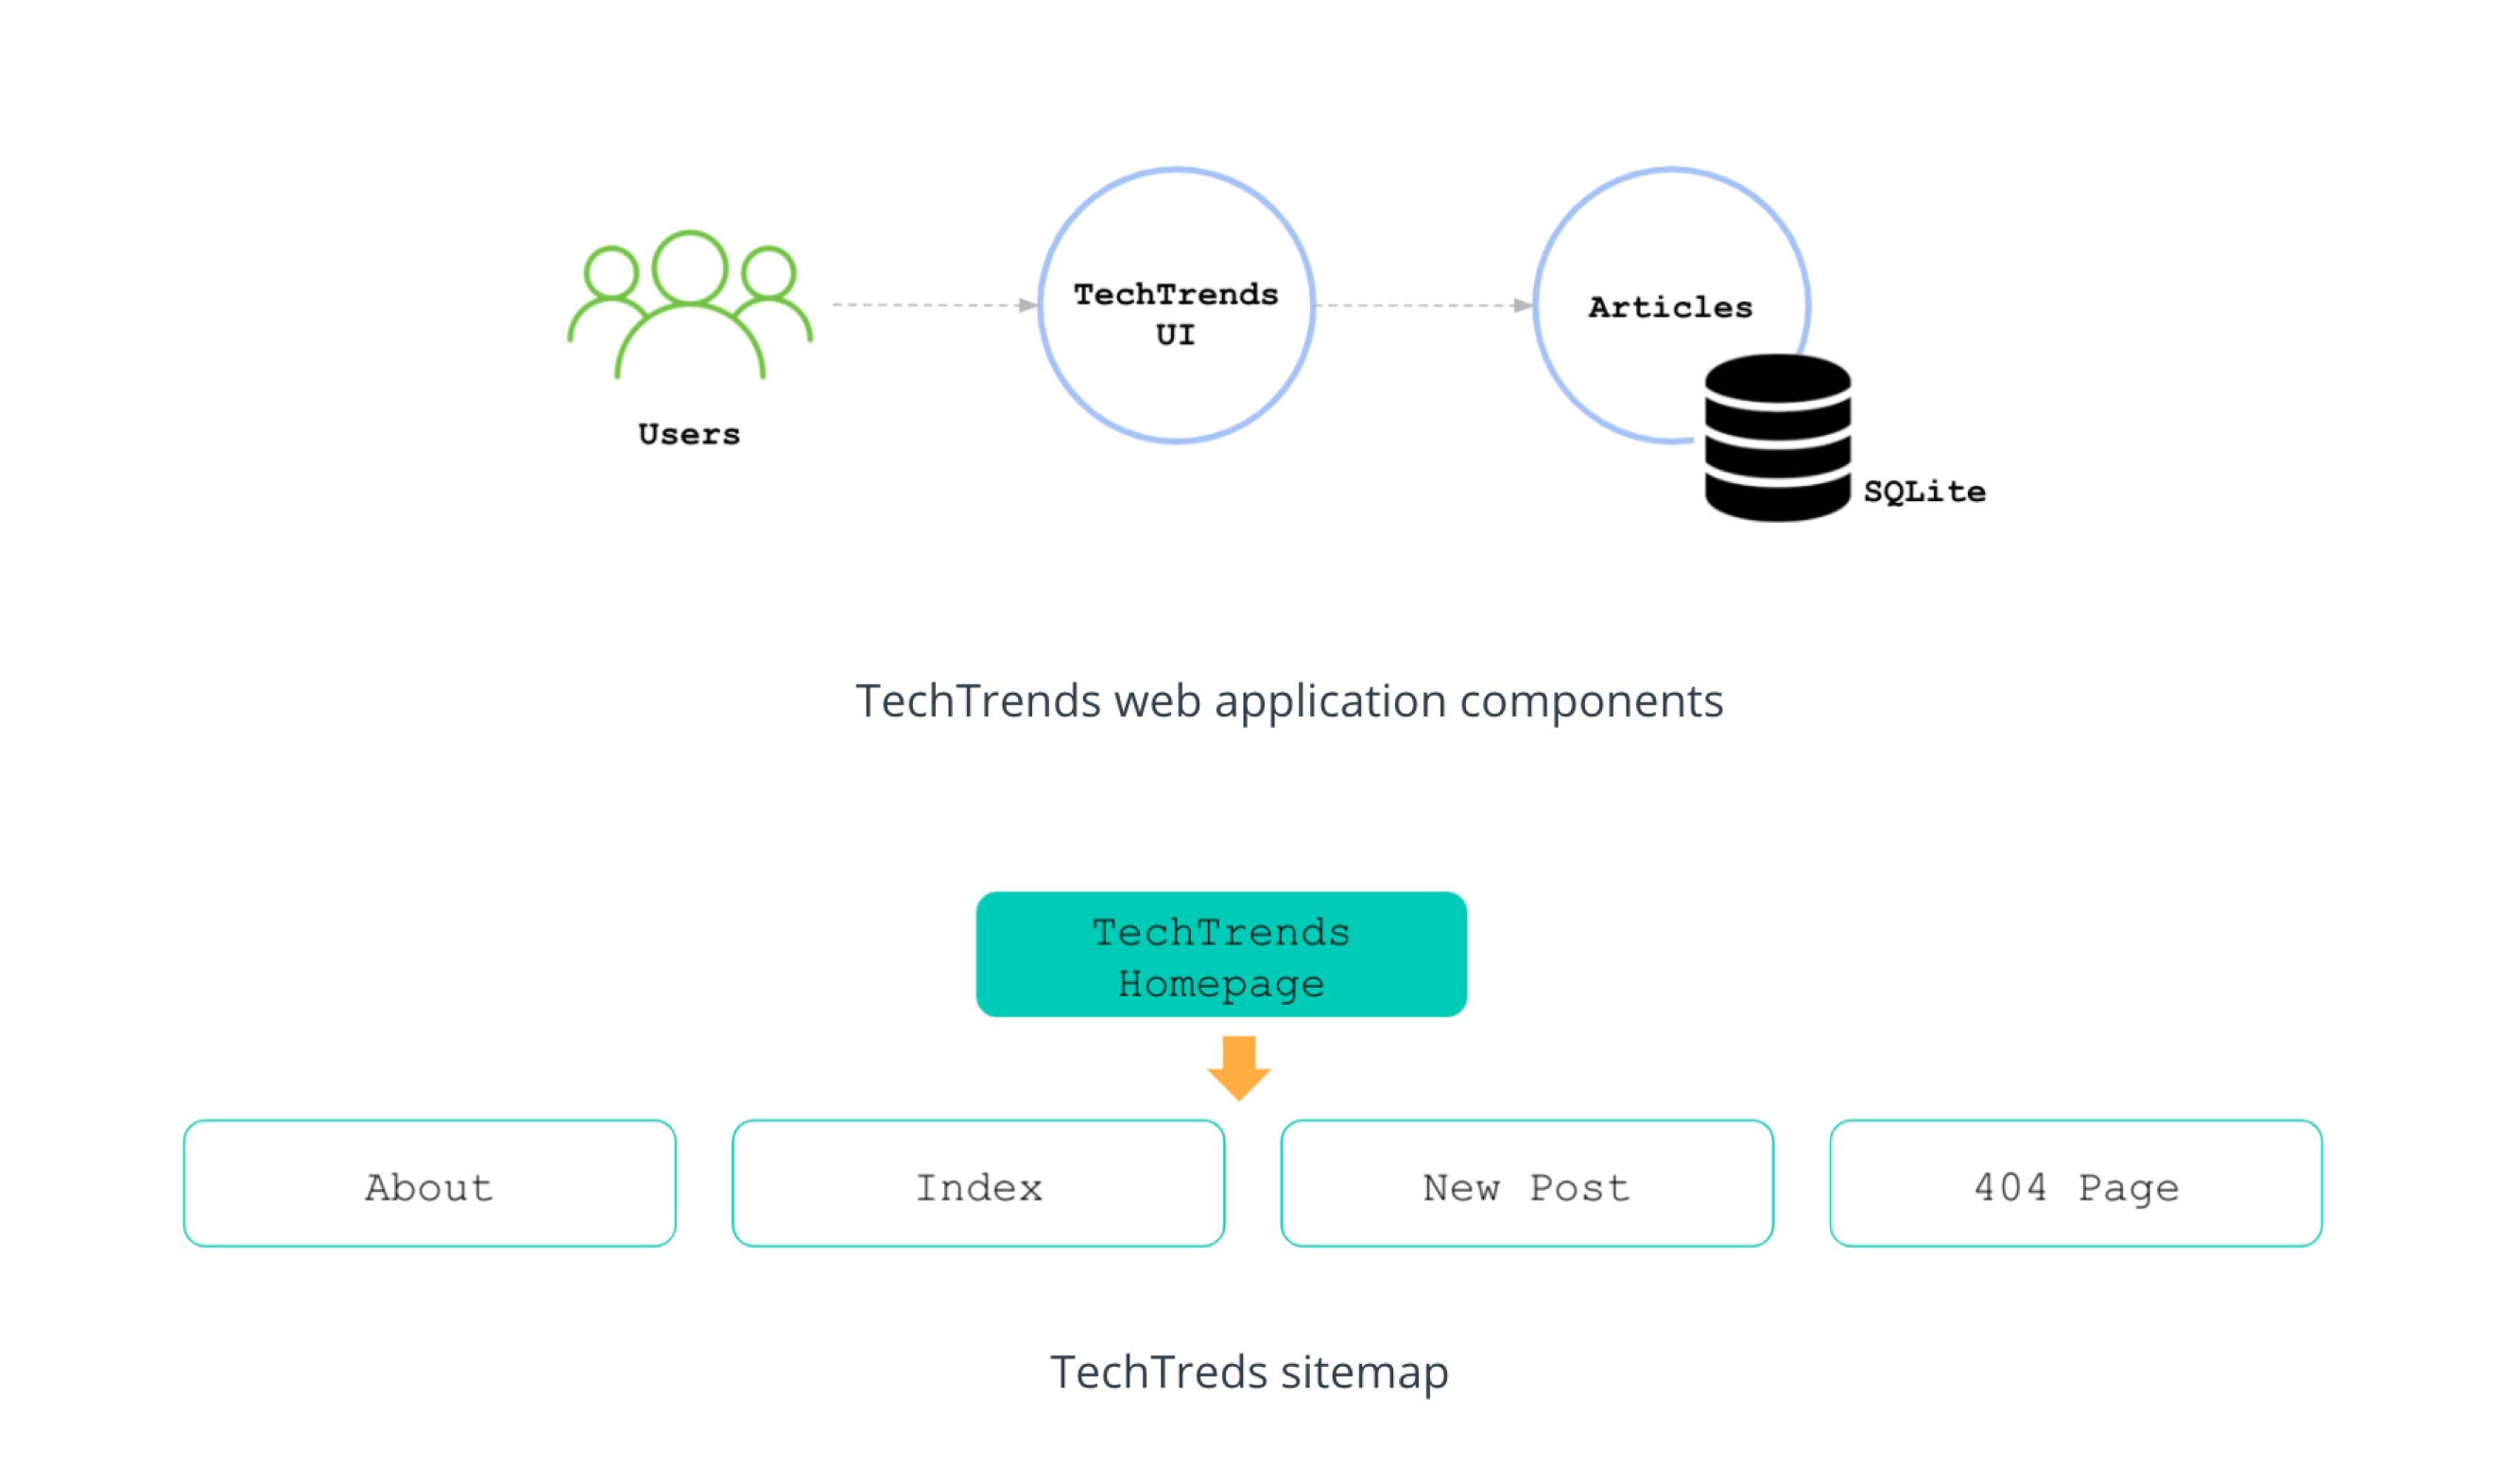 TechTrends
UI
Articles
Users
SQLite
TechTrends web application components
TechTrends
Homepage
About
Index
New Post
404 Page
TechTreds sitemap